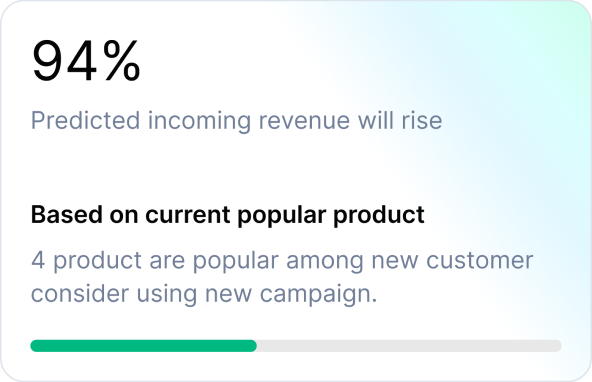 94%
Predicted incoming revenue will rise
Based on current popular product
4 product are popular among new customer
consider using new campaign.